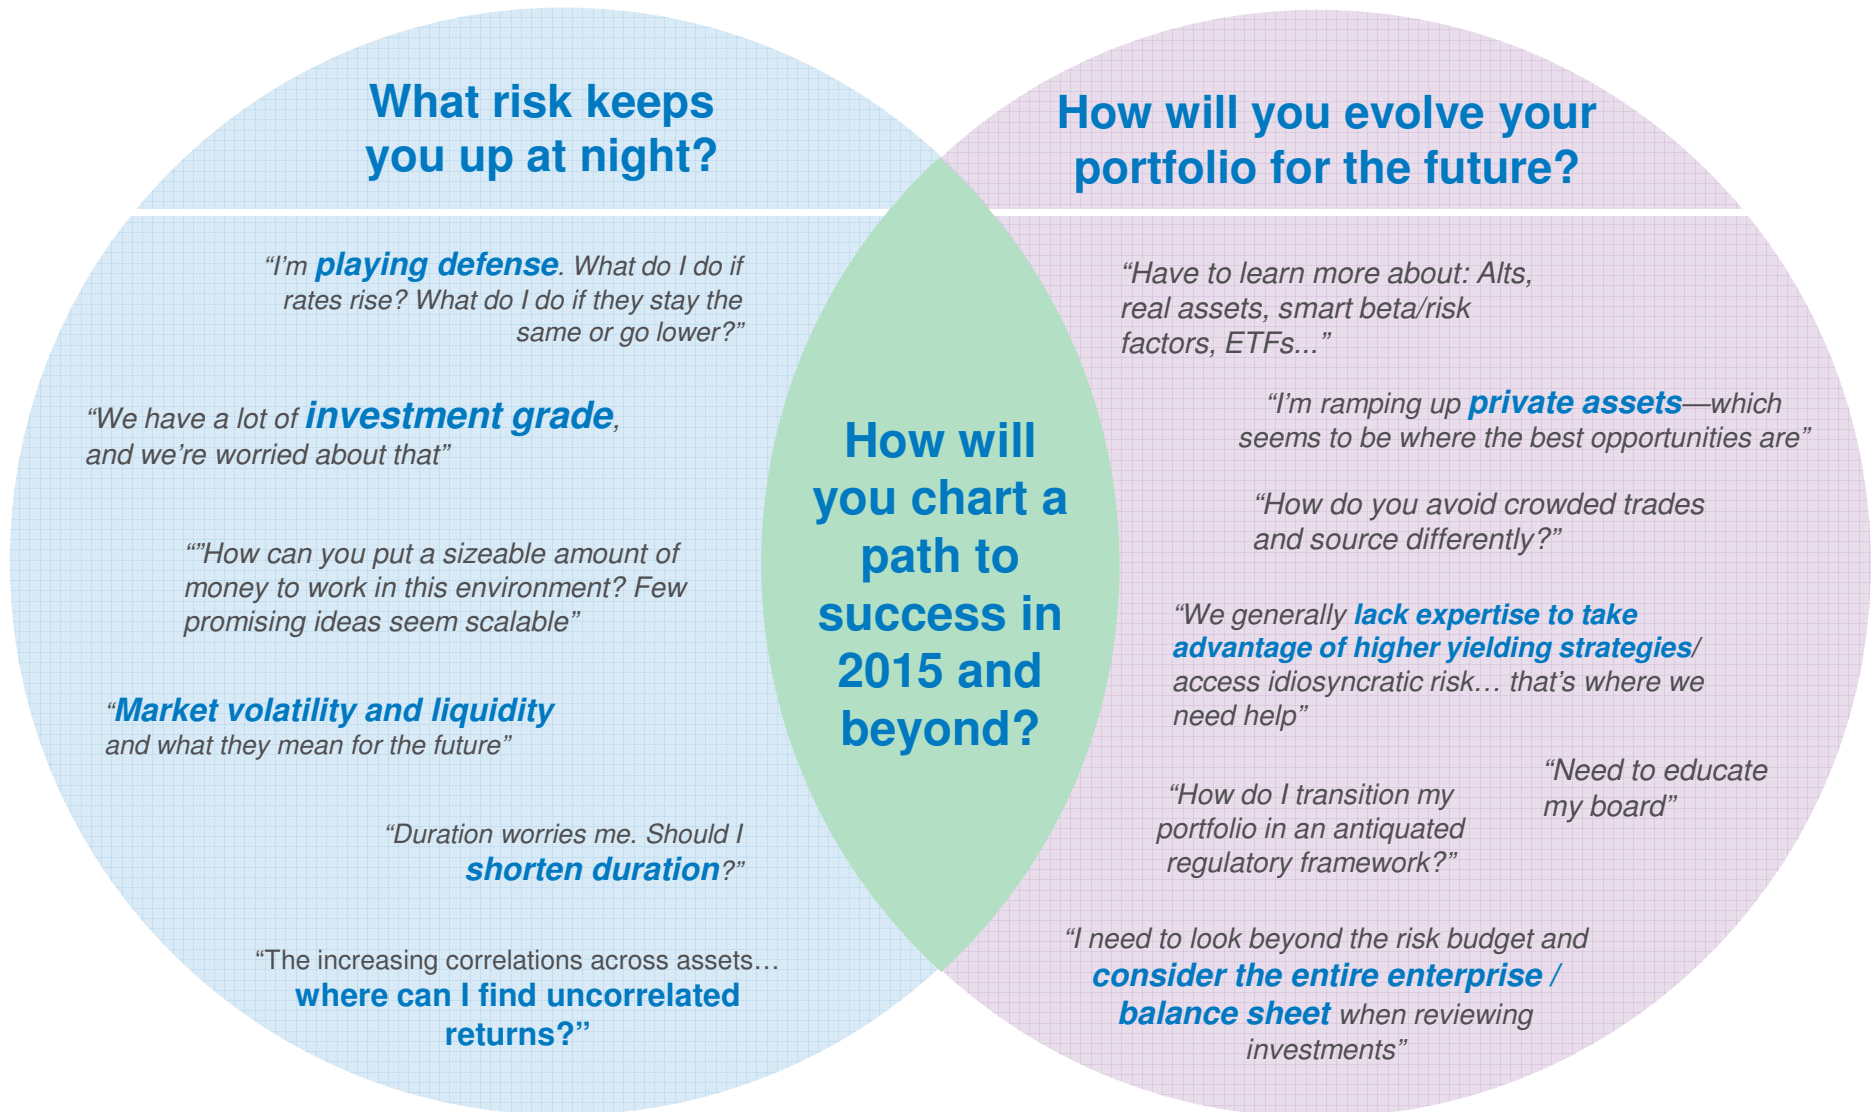 What risk keeps
you up at night?
“I’m playing defense. What do I do if
rates rise? What do I do if they stay the
same or go lower?”
“We have a lot of investment grade,
and we’re worried about that”
“”How can you put a sizeable amount of
money to work in this environment? Few
promising ideas seem scalable”
“Market volatility and liquidity
and what they mean for the future”
“Duration worries me. Should I
shorten duration?”
“The increasing correlations across assets…
where can I find uncorrelated
returns?”
How will
you chart a
path to
success in
2015 and
beyond?
How will you evolve your
portfolio for the future?
“Have to learn more about: Alts,
real assets, smart beta/risk
factors, ETFs...”
“I’m ramping up private assets—which
seems to be where the best opportunities are”
“How do you avoid crowded trades
and source differently?”
“We generally lack expertise to take
advantage of higher yielding strategies/
access idiosyncratic risk… that’s where we
need help”
“Need to educate
my board”
“How do I transition my
portfolio in an antiquated
regulatory framework?”
“I need to look beyond the risk budget and
consider the entire enterprise /
balance sheet when reviewing
investments”